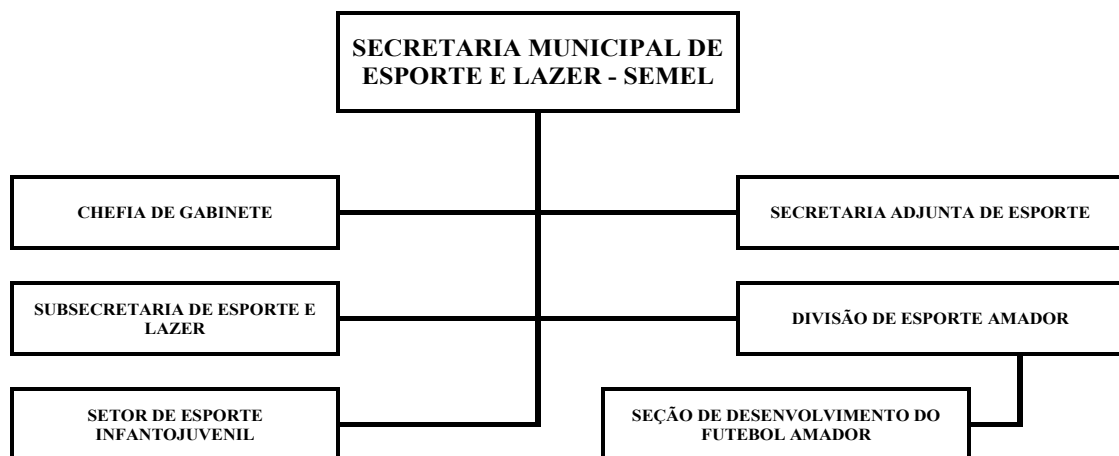 SECRETARIA MUNICIPAL DE
ESPORTE E LAZER - SEMEL
CHEFIA DE GABINETE
SECRETARIA ADJUNTA DE ESPORTE
SUBSECRETARIA DE ESPORTE E
LAZER
DIVISÃO DE ESPORTE AMADOR
SETOR DE ESPORTE
INFANTOJUVENIL
SEÇÃO DE DESENVOLVIMENTO DO
FUTEBOL AMADOR